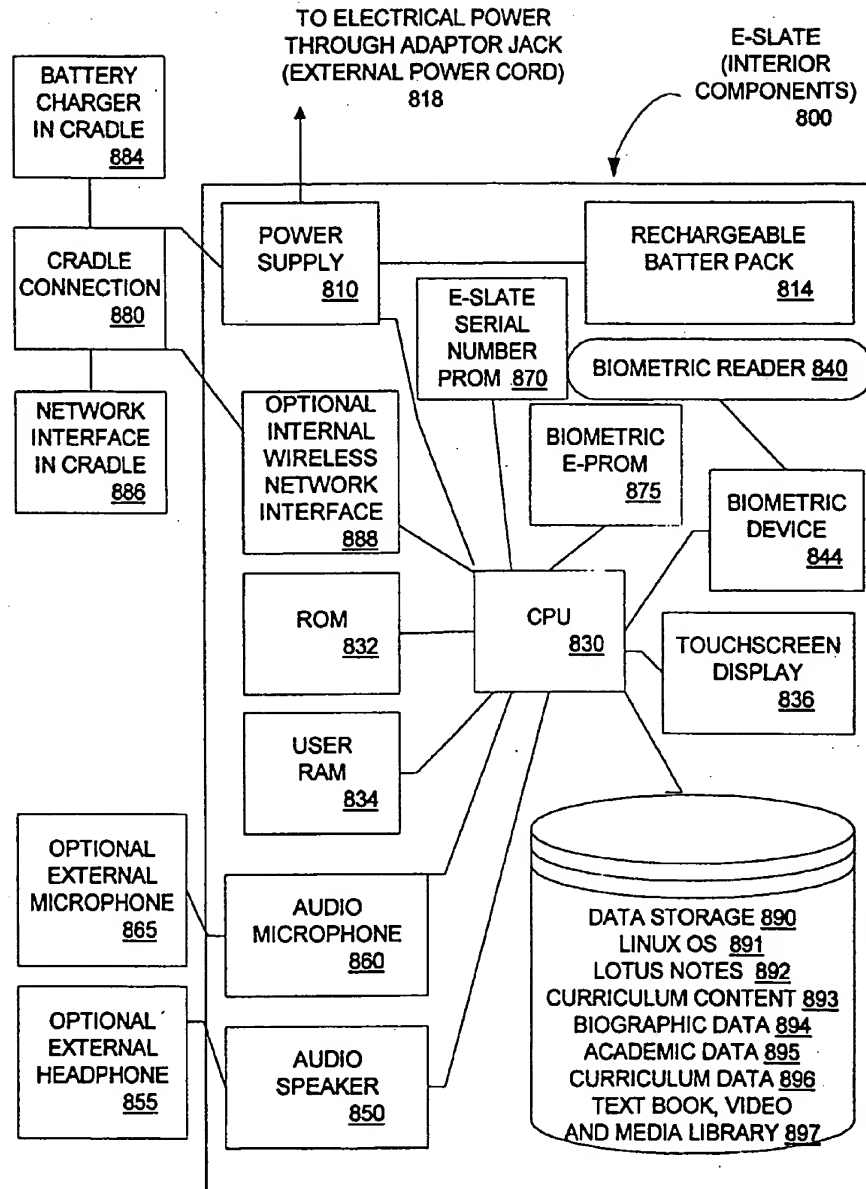 TO ELECTRICAL POWER
THROUGH ADAPTOR JACK
(EXTERNAL POWER CORD)
818
E-SLATE
(INTERIOR
COMPONENTS)
800
BATTERY
CHARGER
IN CRADLE
884
CRADLE
CONNECTION
880
NETWORK
INTERFACE
IN CRADLE
886
POWER
SUPPLY
810
RECHARGEABLE
BATTER PACK
814
E-SLATE
SERIAL
NUMBER
PROM 870
BIOMETRIC READER 840
OPTIONAL
INTERNAL
WIRELESS
NETWORK
INTERFACE
888
BIOMETRIC
E-PROM
875
BIOMETRIC
DEVICE
844
ROM
832
CPU
830
TOUCHSCREEN
DISPLAY
836
USER
RAM
834
OPTIONAL
EXTERNAL
MICROPHONE
865
AUDIO
MICROPHONE
860
OPTIONAL
EXTERNAL
HEADPHONE
855
AUDIO
SPEAKER
850
DATA STORAGE 890
LINUX OS 891
LOTUS NOTES 892
CURRICULUM CONTENT 893
BIOGRAPHIC DATA 894
ACADEMIC DATA 895
CURRICULUM DATA 896
TEXT BOOK, VIDEO
AND MEDIA LIBRARY 897